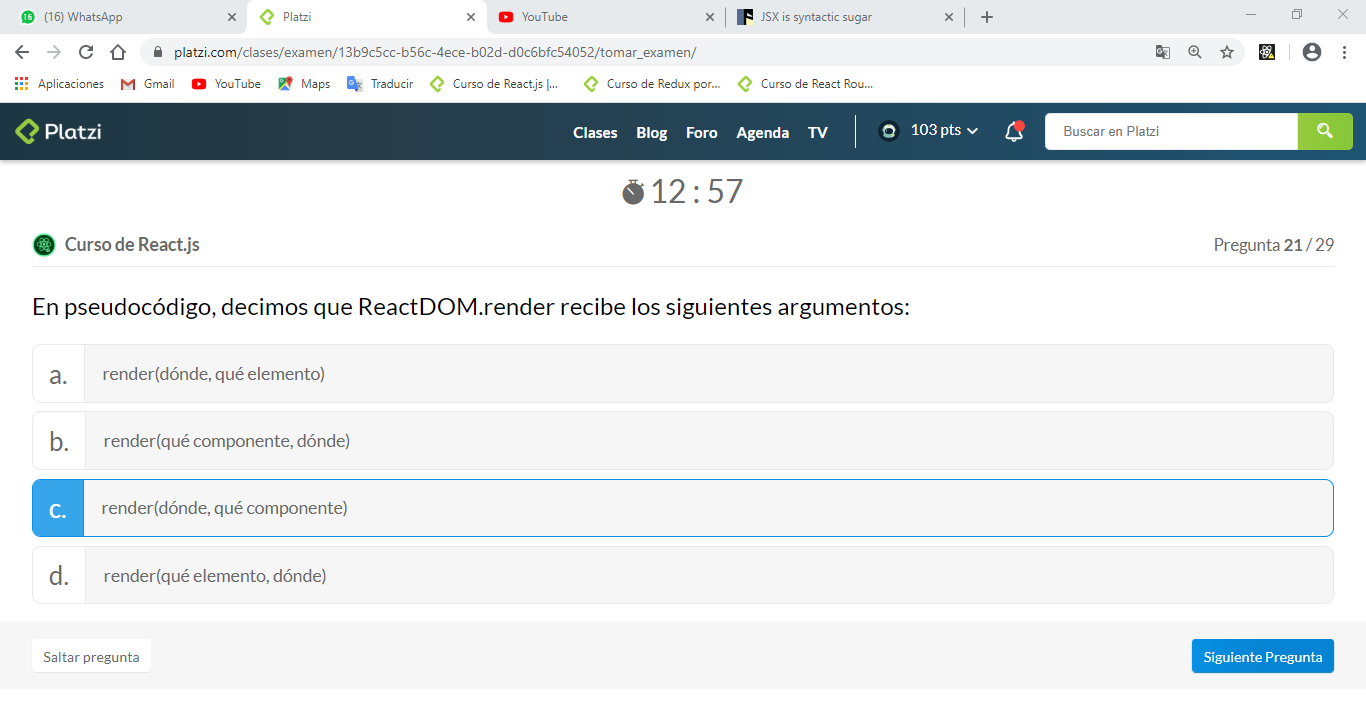 16 (16) WhatsApp
Platzi
YouTube
JSX is syntactic sugar
platzi.com/clases/examen/13b9c5cc-b56c-4ece-b02d-d0c6bfc54052/tomar_examen/
Aplicaciones Gmail YouTube Maps Traducir Curso de React.js |... Curso de Redux por... Curso de React Rou...
Platzi Clases Blog Foro Agenda TV 103 pts Buscar en Platzi
12 : 57
Curso de React.js Pregunta 21 / 29
En pseudocódigo, decimos que ReactDOM.render recibe los siguientes argumentos:
a. render(dónde, qué elemento)
b. render(qué componente, dónde)
c. render(dónde, qué componente)
d. render(qué elemento, dónde)
Saltar pregunta Siguiente Pregunta